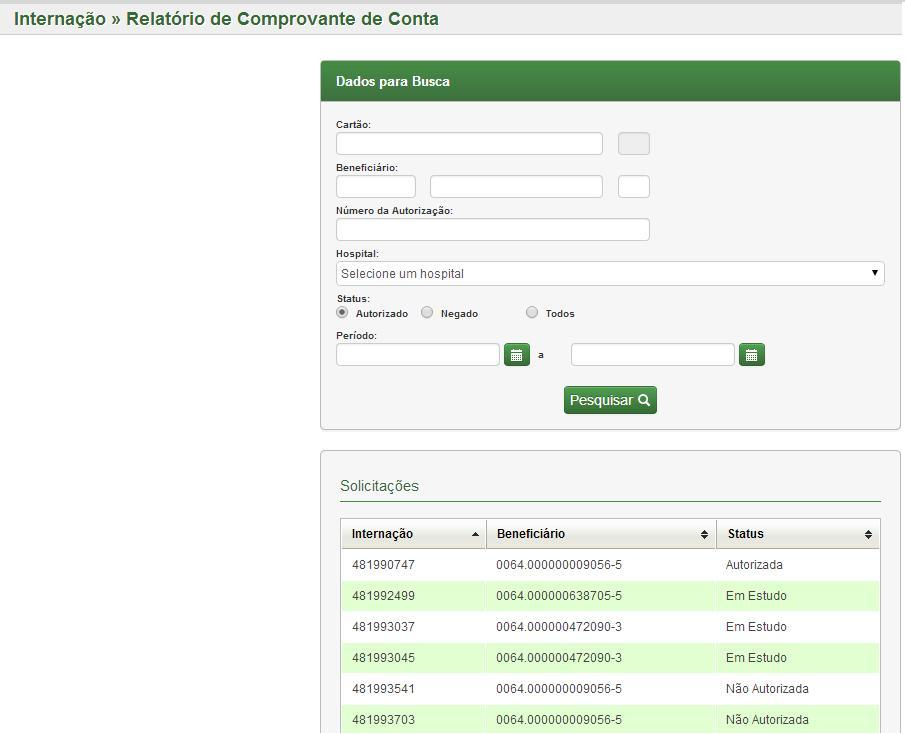 Internação » Relatório de Comprovante de Conta
Dados para Busca
Cartão:
Beneficiário:
Número da Autorização:
Hospital:
Selecione um hospital
Status:
Autorizado Negado Todos
Período:
a
Pesquisar
Solicitações
Internação Beneficiário Status
481990747 0064.000000009056-5 Autorizada
481992499 0064.000000638705-5 Em Estudo
481993037 0064.000000472090-3 Em Estudo
481993045 0064.000000472090-3 Em Estudo
481993541 0064.000000009056-5 Não Autorizada
481993703 0064.000000009056-5 Não Autorizada